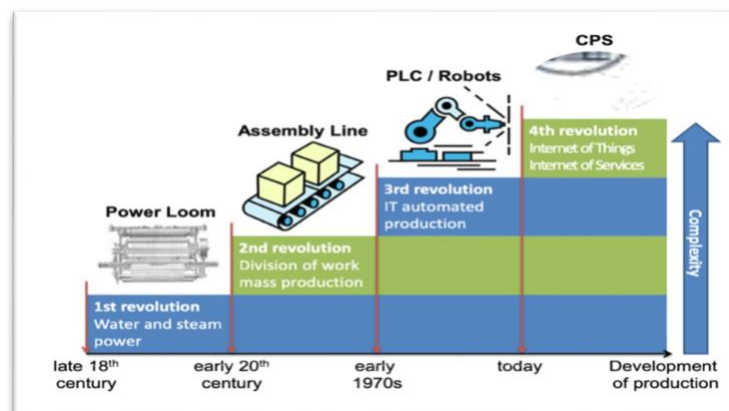 CPS
PLC / Robots
Assembly Line
Power Loom
4th revolution
Internet of Things
Internet of Services
3rd revolution
IT automated
production
2nd revolution
Division of work
mass production
1st revolution
Water and steam
power
Complexity
late 18th
century
early 20th
century
early
1970s
today
Development
of production